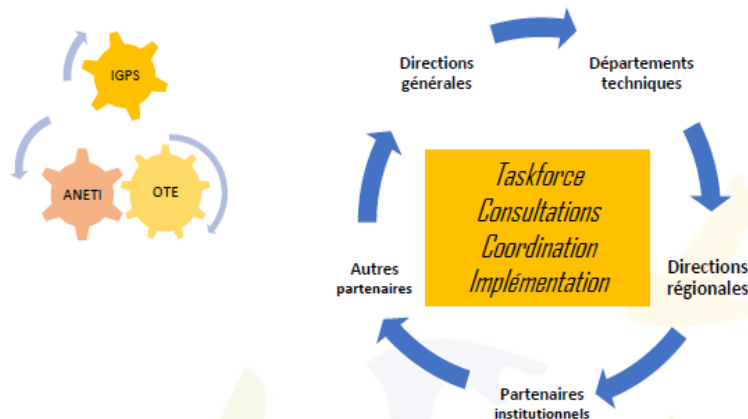 IGPS
ANETI
OTE
Directions
générales
Départements
techniques
Taskforce
Consultations
Coordination
Implémentation
Directions
régionales
Autres
partenaires
Partenaires
institutionnels